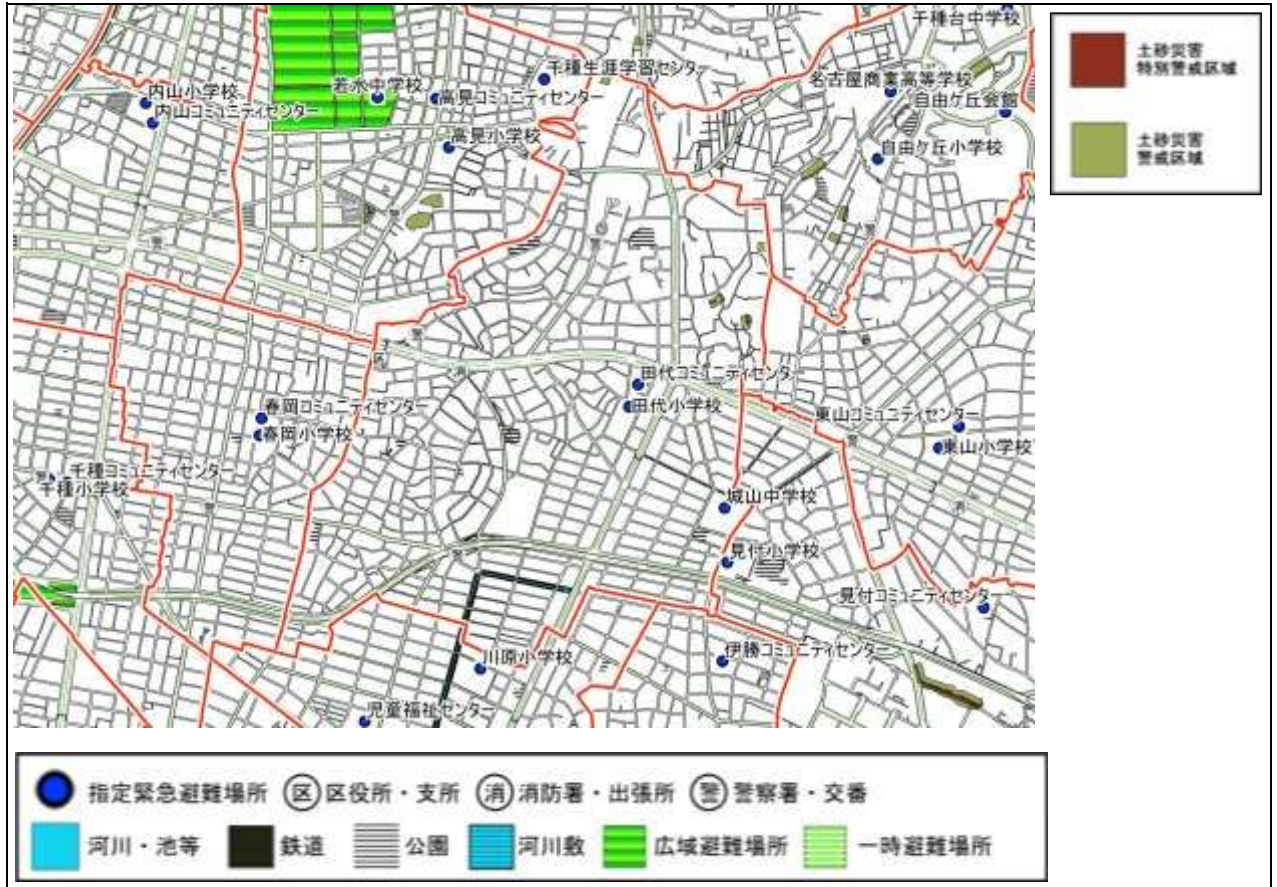 千種台中学校
千種生涯学習センター
名古屋商業高等学校
若水中学校
高見コミュニティセンター
自由ケ丘会館
内山小学校
内山コミュニティセンター
高見小学校
自由ケ丘小学校
田代コミュニティセンター
田代小学校
春岡コミュニティセンター
春岡小学校
東山コミュニティセンター
東山小学校
千種コミュニティセンター
千種小学校
城山中学校
見付小学校
見付コミュニティセンター
川原小学校
伊勝コミュニティセンター
児童福祉センター
土砂災害
特別警戒区域
土砂災害
警戒区域
指定緊急避難場所 区 区役所・支所 消 消防署・出張所 警 警察署・交番
河川・池等 鉄道 公園 河川敷 広域避難場所 一時避難場所